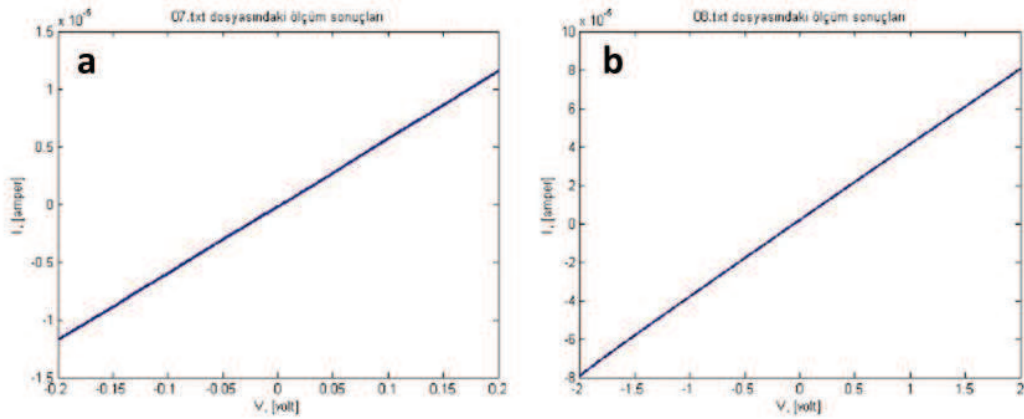 07.txt dosyasındaki ölçüm sonuçları
x 10
a
1.5
1
0.5
0
-0.5
-1
-1.5
I, [amper]
-0.2 -0.15 -0.1 -0.05 0 0.05 0.1 0.15 0.2
V, [volt]
08.txt dosyasındaki ölçüm sonuçları
x 10
b
10
8
6
4
2
0
-2
-4
-6
-8
I, [amper]
-2 -1.5 -1 -0.5 0 0.5 1 1.5 2
V, [volt]